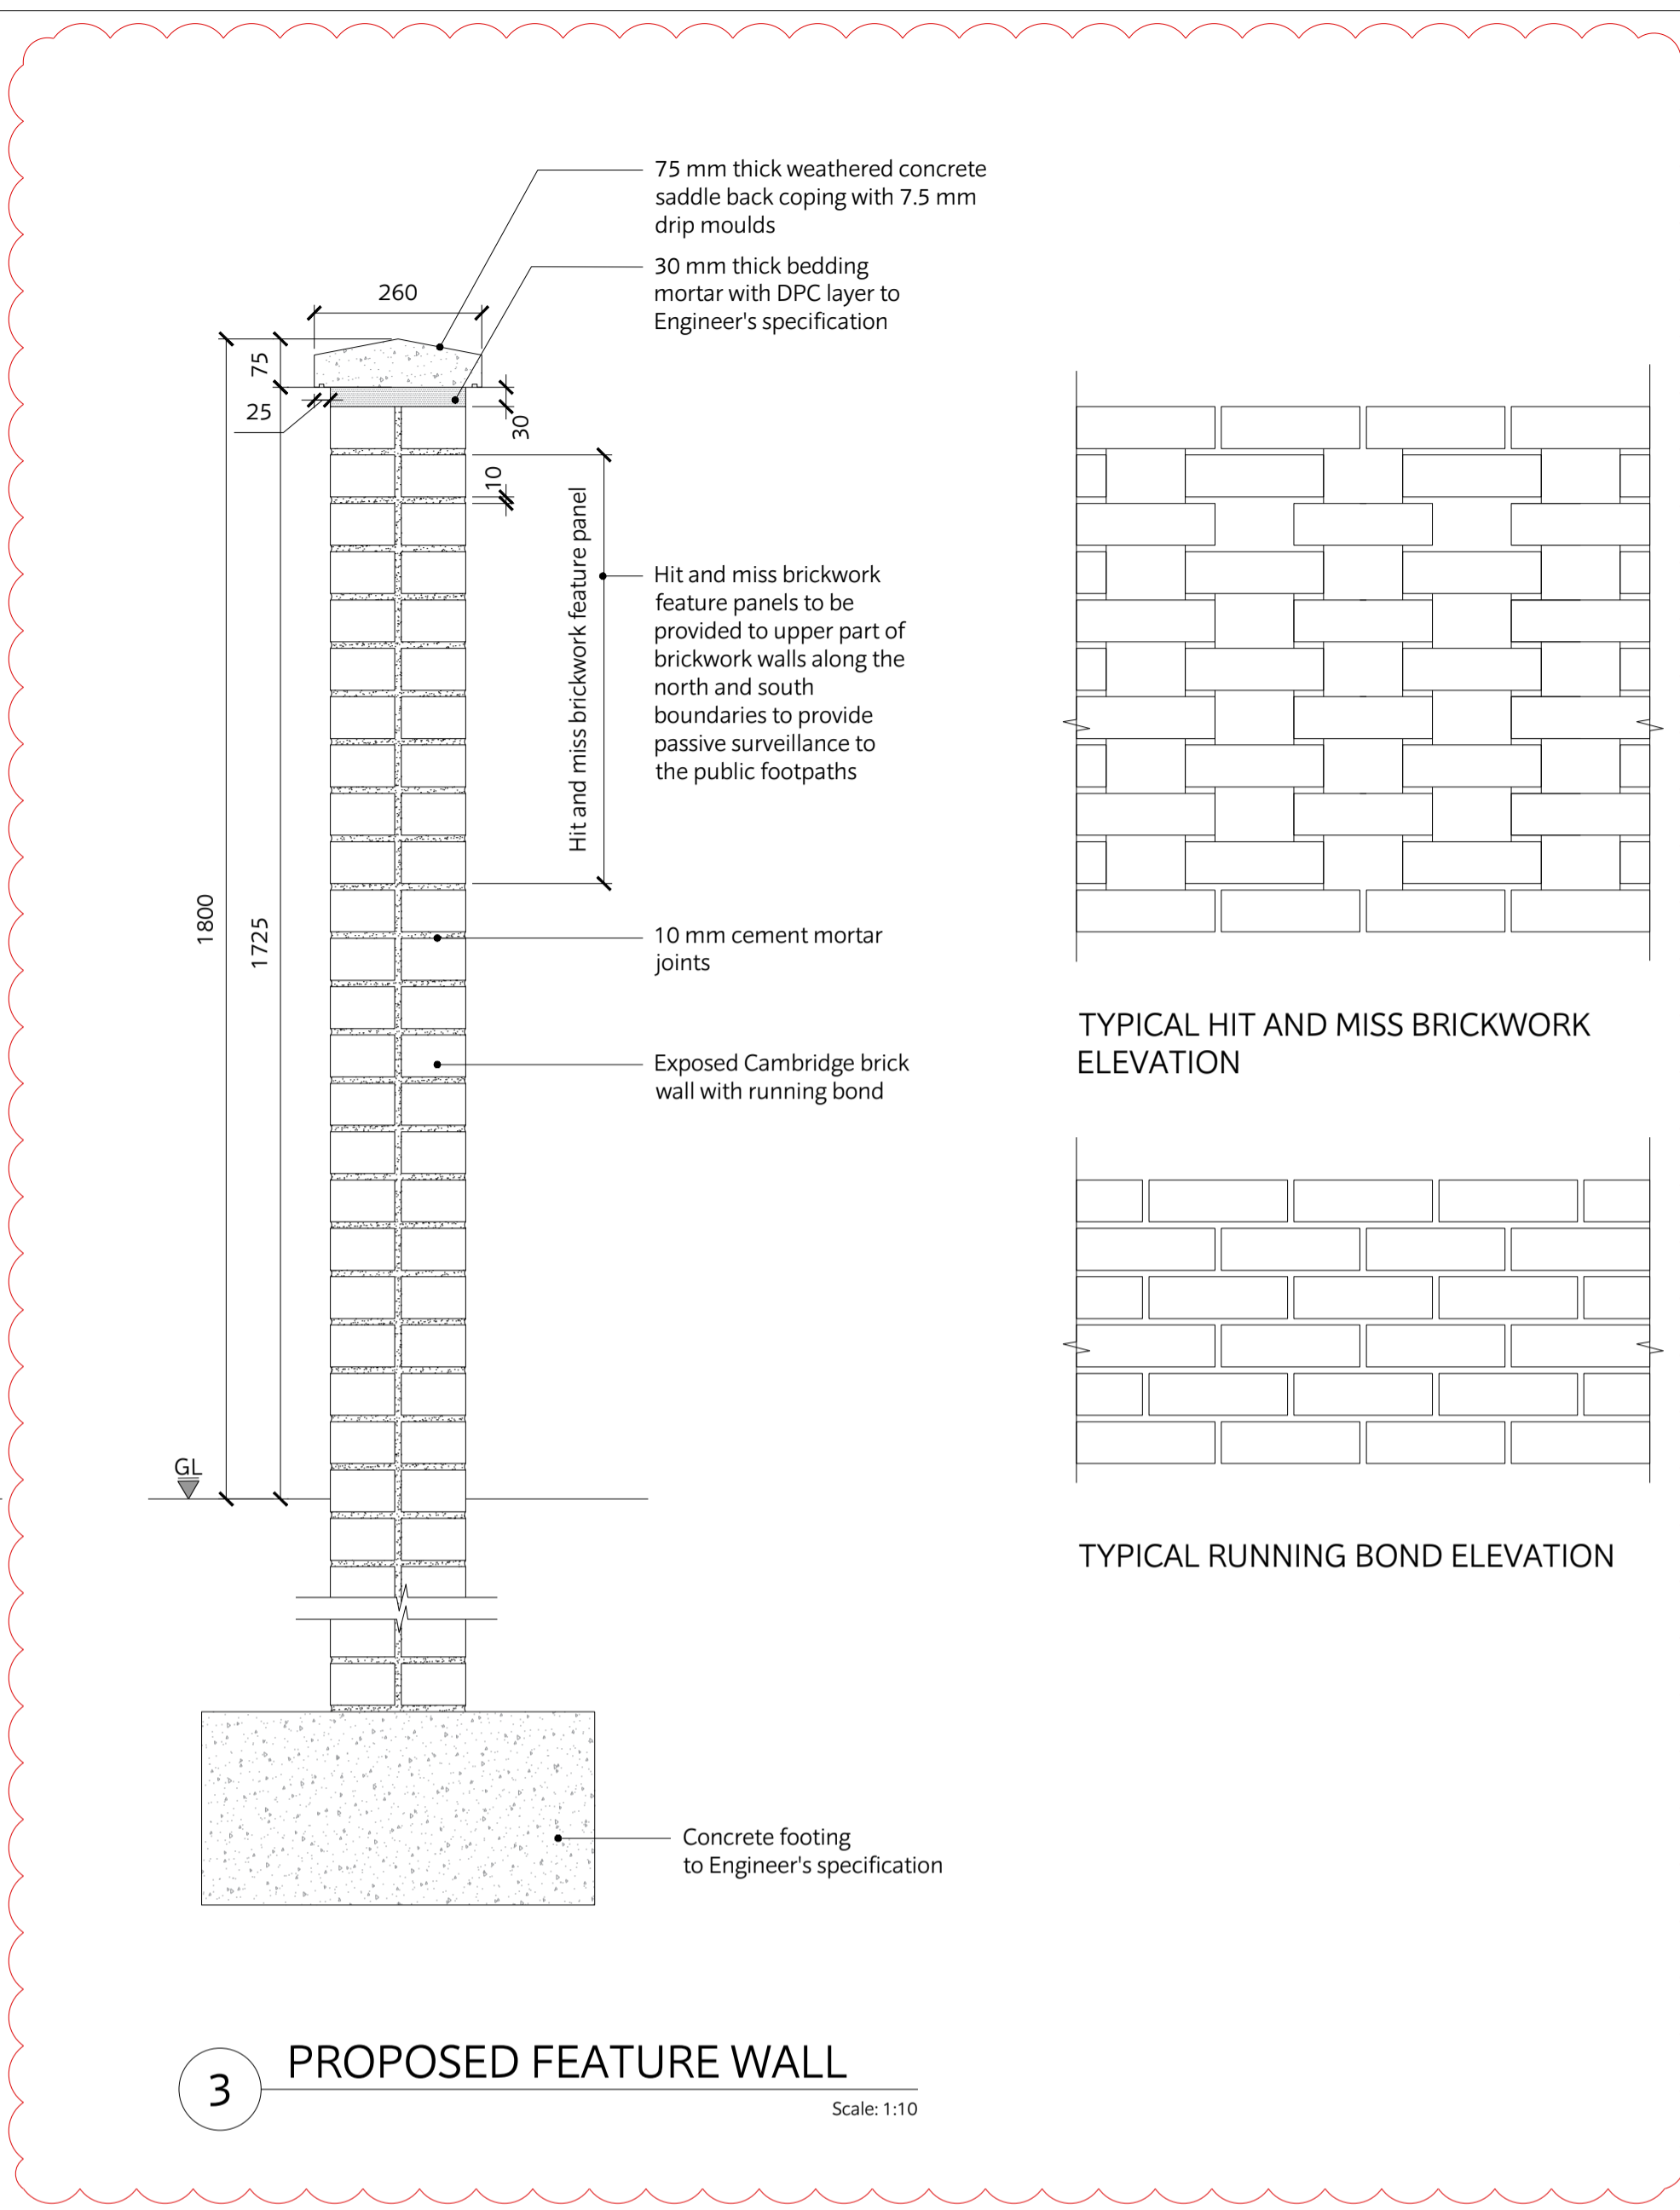 75 mm thick weathered concrete
saddle back coping with 7.5 mm
drip moulds
30 mm thick bedding
mortar with DPC layer to
Engineer's specification
260
75
25
30
10
Hit and miss brickwork feature panel
Hit and miss brickwork
feature panels to be
provided to upper part of
brickwork walls along the
north and south
boundaries to provide
passive surveillance to
the public footpaths
1800
1725
10 mm cement mortar
joints
Exposed Cambridge brick
wall with running bond
GL
Concrete footing
to Engineer's specification
TYPICAL HIT AND MISS BRICKWORK
ELEVATION
TYPICAL RUNNING BOND ELEVATION
3
PROPOSED FEATURE WALL
Scale: 1:10